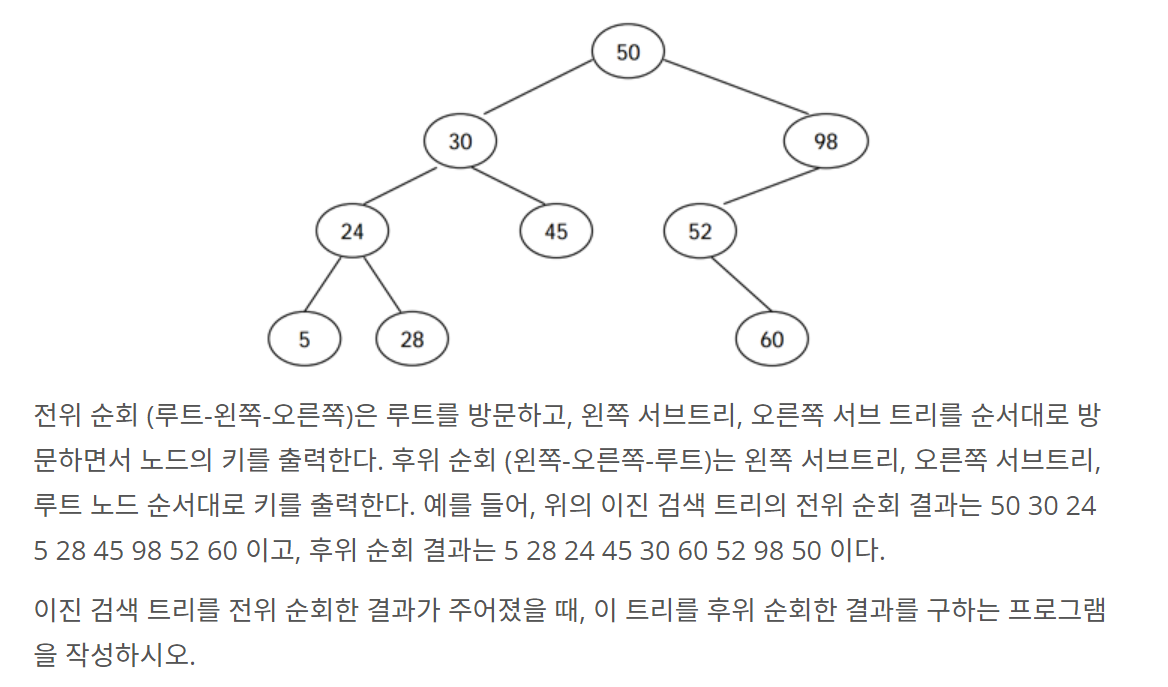 50
30
98
24
45
52
5
28
60
전위 순회 (루트-왼쪽-오른쪽)은 루트를 방문하고, 왼쪽 서브트리, 오른쪽 서브 트리를 순서대로 방
문하면서 노드의 키를 출력한다. 후위 순회 (왼쪽-오른쪽-루트)는 왼쪽 서브트리, 오른쪽 서브트리,
루트 노드 순서대로 키를 출력한다. 예를 들어, 위의 이진 검색 트리의 전위 순회 결과는 50 30 24
5 28 45 98 52 60 이고, 후위 순회 결과는 5 28 24 45 30 60 52 98 50 이다.
이진 검색 트리를 전위 순회한 결과가 주어졌을 때, 이 트리를 후위 순회한 결과를 구하는 프로그램
을 작성하시오.